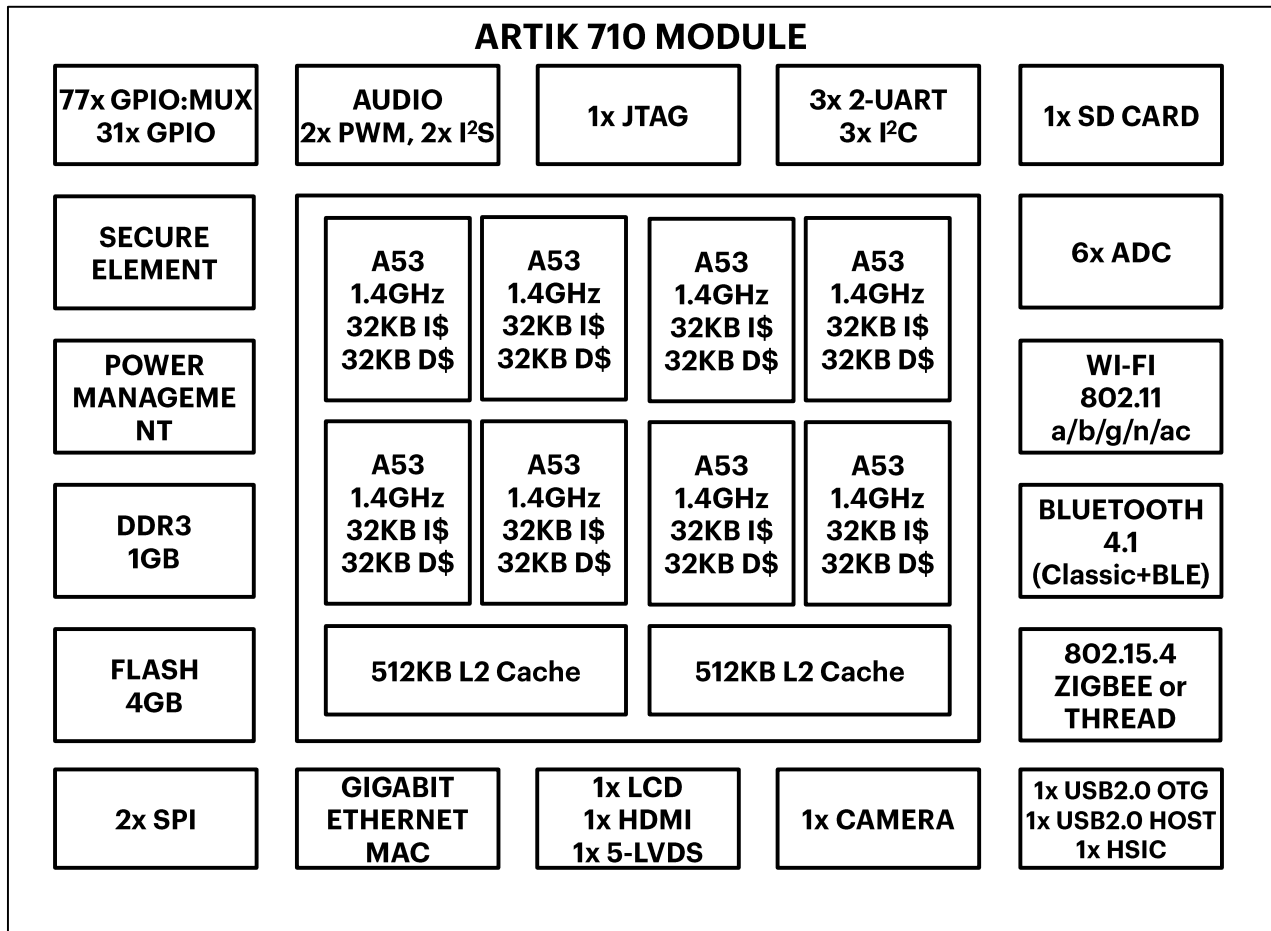 ARTIK 710 MODULE
77x GPIO:MUX
31x GPIO
AUDIO
2x PWM, 2x I²S
1x JTAG
3x 2-UART
3x I²C
1x SD CARD
SECURE
ELEMENT
POWER
MANAGEME
NT
DDR3
1GB
FLASH
4GB
A53
1.4GHz
32KB I$
32KB D$
A53
1.4GHz
32KB I$
32KB D$
A53
1.4GHz
32KB I$
32KB D$
A53
1.4GHz
32KB I$
32KB D$
A53
1.4GHz
32KB I$
32KB D$
A53
1.4GHz
32KB I$
32KB D$
A53
1.4GHz
32KB I$
32KB D$
A53
1.4GHz
32KB I$
32KB D$
512KB L2 Cache
512KB L2 Cache
6x ADC
WI-FI
802.11
a/b/g/n/ac
BLUETOOTH
4.1
(Classic+BLE)
802.15.4
ZIGBEE or
THREAD
2x SPI
GIGABIT
ETHERNET
MAC
1x LCD
1x HDMI
1x 5-LVDS
1x CAMERA
1x USB2.0 OTG
1x USB2.0 HOST
1x HSIC